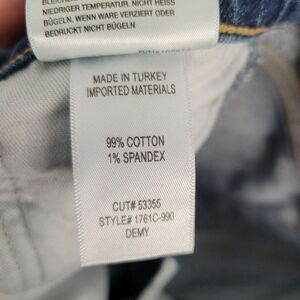 NIEDRIGER TEMPERATUR. NICHT HEISS
BÜGELN, WENN WARE VERZIERT ODER
BEDRUCKT NICHT BÜGELN
MADE IN TURKEY
IMPORTED MATERIALS
99% COTTON
1% SPANDEX
CUT# 53355
STYLE# 1761C-990
DEMY